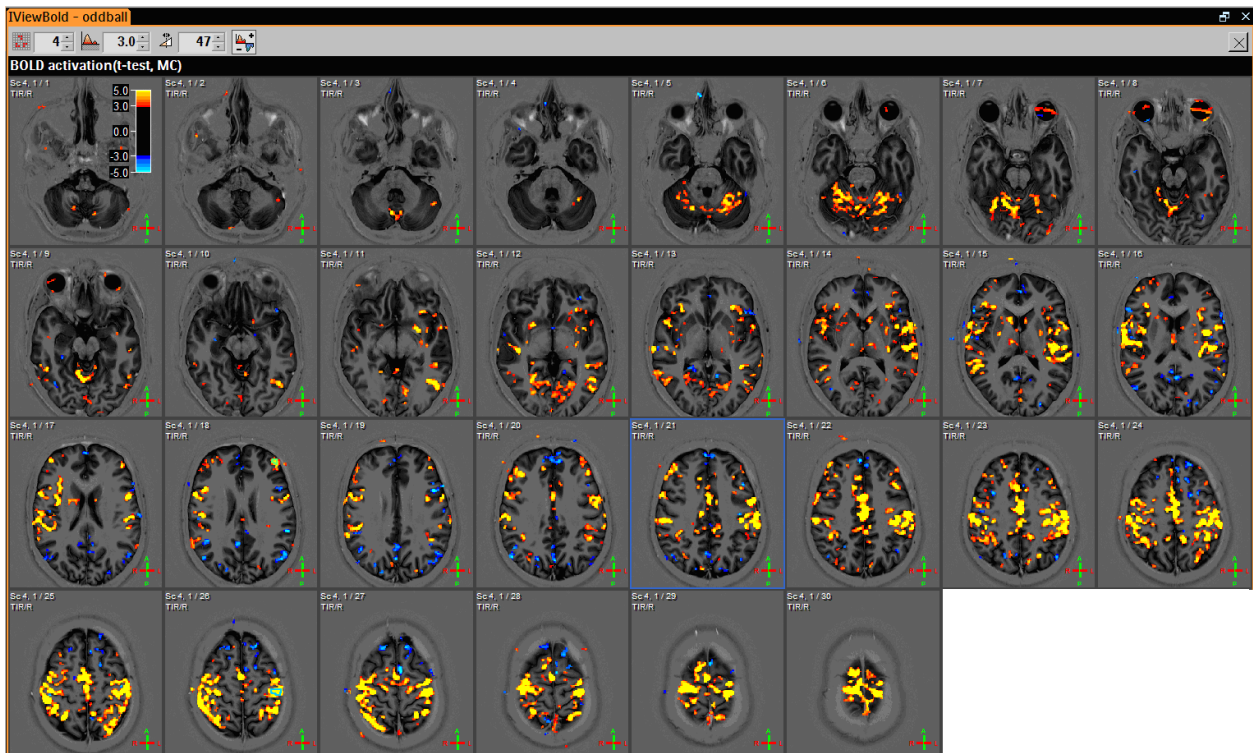 IViewBold - oddball
4 3.0 47
BOLD activation(t-test, MC)
Sc4, 1 / 1
TIR/R
5.0
3.0
0.0
-3.0
-5.0
A
R L
P
Sc4, 1 / 2
TIR/R
A
R L
P
Sc4, 1 / 3
TIR/R
A
R L
P
Sc4, 1 / 4
TIR/R
A
R L
P
Sc4, 1 / 5
TIR/R
A
R L
P
Sc4, 1 / 6
TIR/R
A
R L
P
Sc4, 1 / 7
TIR/R
A
R L
P
Sc4, 1 / 8
TIR/R
A
R L
P
Sc4, 1 / 9
TIR/R
A
R L
P
Sc4, 1 / 10
TIR/R
A
R L
P
Sc4, 1 / 11
TIR/R
A
R L
P
Sc4, 1 / 12
TIR/R
A
R L
P
Sc4, 1 / 13
TIR/R
A
R L
P
Sc4, 1 / 14
TIR/R
A
R L
P
Sc4, 1 / 15
TIR/R
A
R L
P
Sc4, 1 / 16
TIR/R
A
R L
P
Sc4, 1 / 17
TIR/R
A
R L
P
Sc4, 1 / 18
TIR/R
A
R L
P
Sc4, 1 / 19
TIR/R
A
R L
P
Sc4, 1 / 20
TIR/R
A
R L
P
Sc4, 1 / 21
TIR/R
A
R L
P
Sc4, 1 / 22
TIR/R
A
R L
P
Sc4, 1 / 23
TIR/R
A
R L
P
Sc4, 1 / 24
TIR/R
A
R L
P
Sc4, 1 / 25
TIR/R
A
R L
P
Sc4, 1 / 26
TIR/R
A
R L
P
Sc4, 1 / 27
TIR/R
A
R L
P
Sc4, 1 / 28
TIR/R
A
R L
P
Sc4, 1 / 29
TIR/R
A
R L
P
Sc4, 1 / 30
TIR/R
A
R L
P